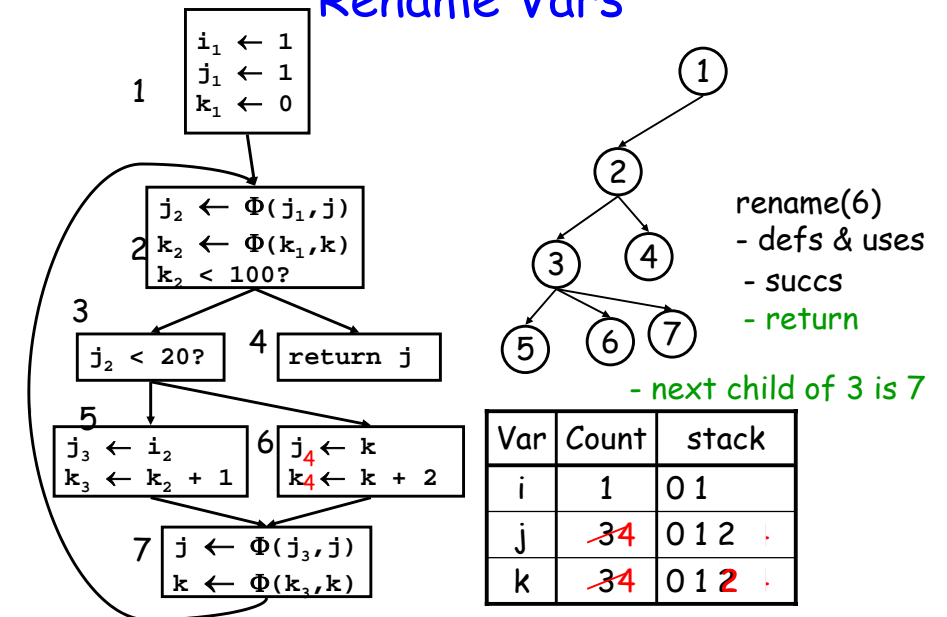 Rename Vars
1
i₁ ← 1
j₁ ← 1
k₁ ← 0
2
j₂ ← Φ(j₁,j)
k₂ ← Φ(k₁,k)
k₂ < 100?
3
j₂ < 20?
4
return j
5
j₃ ← i₂
k₃ ← k₂ + 1
6
j₄ ← k
k₄ ← k + 2
7
j ← Φ(j₃,j)
k ← Φ(k₃,k)
1
2
3
4
5
6
7
rename(6)
- defs & uses
- succs
- return
- next child of 3 is 7
Var Count stack
i 1 0 1
j 3 4 0 1 2
k 3 4 0 1 2